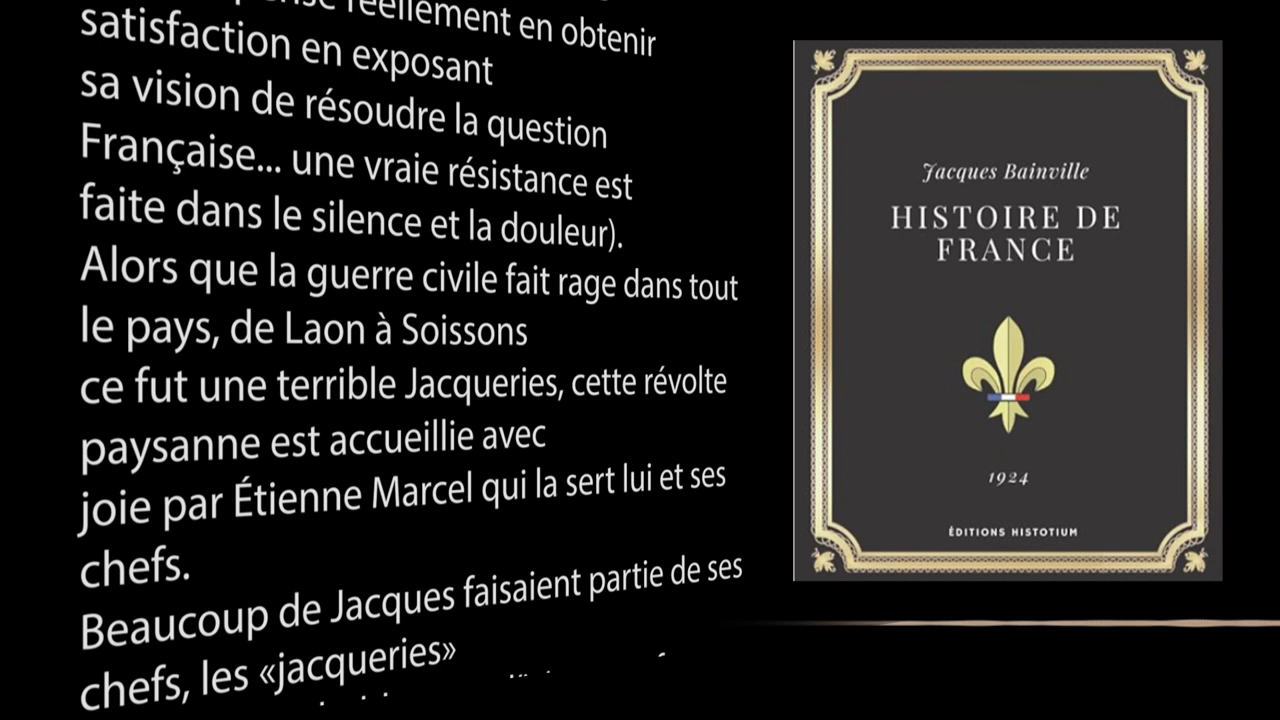 réellement en obtenir
satisfaction en exposant
sa vision de résoudre la question
Française... une vraie résistance est
faite dans le silence et la douleur).
Alors que la guerre civile fait rage dans tout
le pays, de Laon à Soissons
ce fut une terrible Jacqueries, cette révolte
paysanne est accueillie avec
joie par Étienne Marcel qui la sert lui et ses
chefs.
Beaucoup de Jacques faisaient partie de ses
chefs, les «jacqueries»
Jacques Bainville
HISTOIRE DE
FRANCE
1924
ÉDITIONS HISTOTIUM